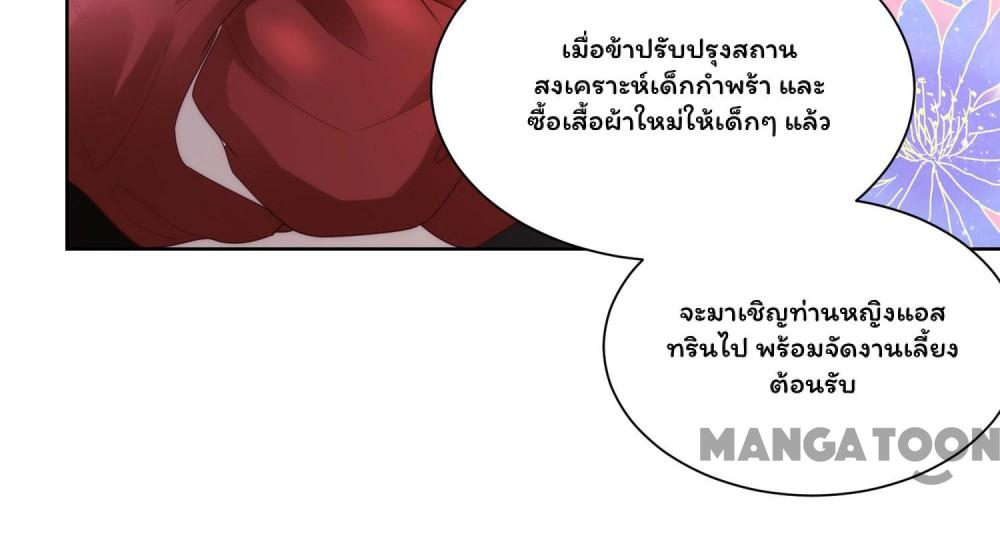 เมื่อข้าปรับปรุงสถาน
สงเคราะห์เด็กกำพร้า และ
ซื้อเสื้อผ้าใหม่ให้เด็กๆ แล้ว
จะมาเชิญท่านหญิงแอส
ทรินไป พร้อมจัดงานเลี้ยง
ต้อนรับ
MANGATOON